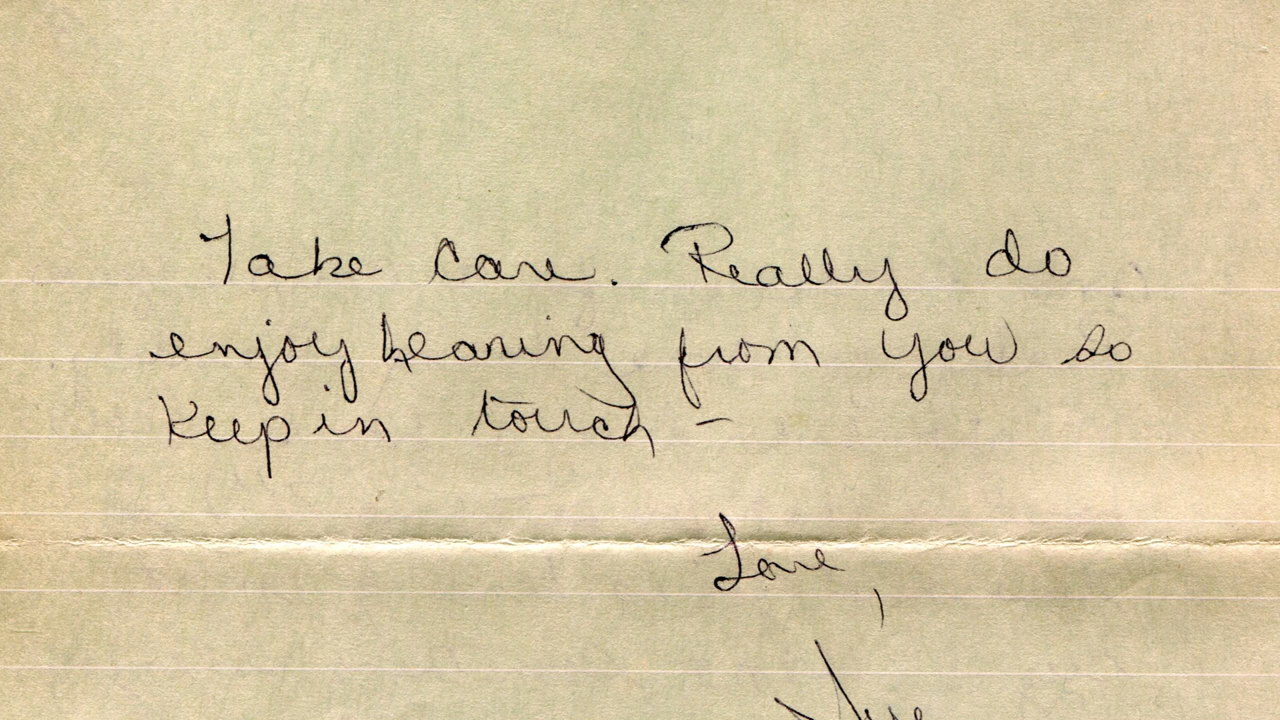 Take care. Really do
enjoy hearing from you so
keep in touch –
Love,